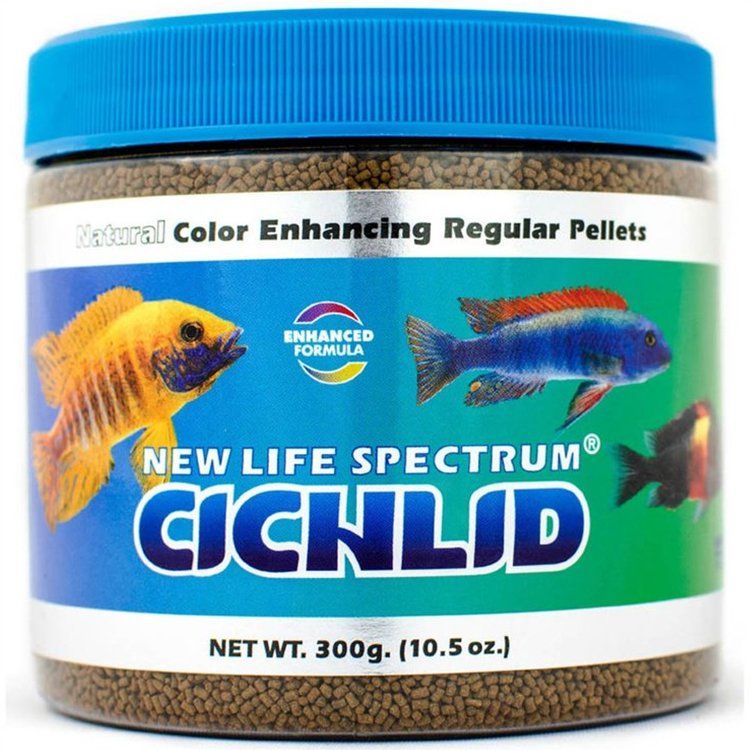 Natural Color Enhancing Regular Pellets
ENHANCED
FORMULA
NEW LIFE SPECTRUM®
CICHLID
NET WT. 300g. (10.5 oz.)